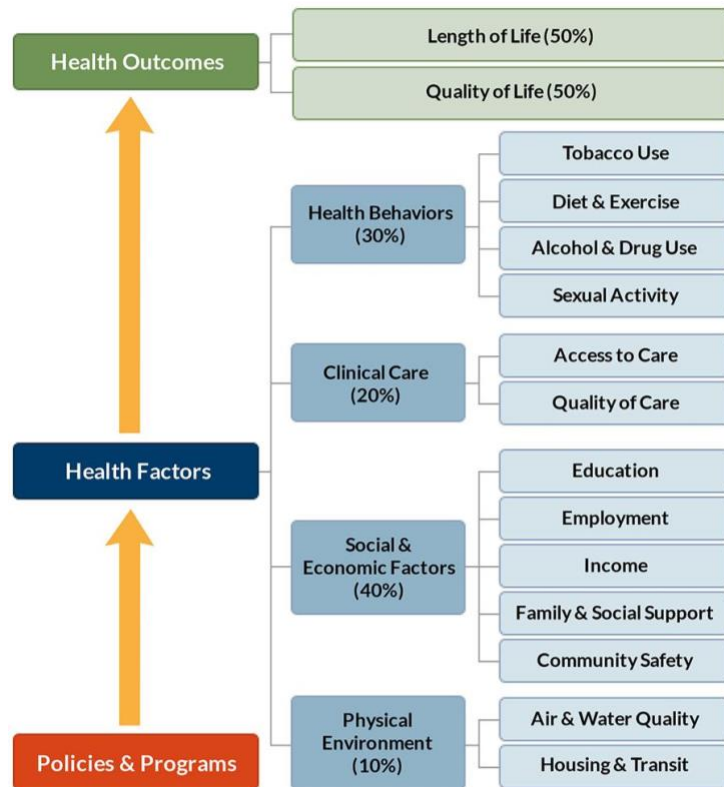 Health Outcomes
Length of Life (50%)
Quality of Life (50%)
Health Factors
Health Behaviors
(30%)
Tobacco Use
Diet & Exercise
Alcohol & Drug Use
Sexual Activity
Clinical Care
(20%)
Access to Care
Quality of Care
Social &
Economic Factors
(40%)
Education
Employment
Income
Family & Social Support
Community Safety
Physical
Environment
(10%)
Air & Water Quality
Housing & Transit
Policies & Programs